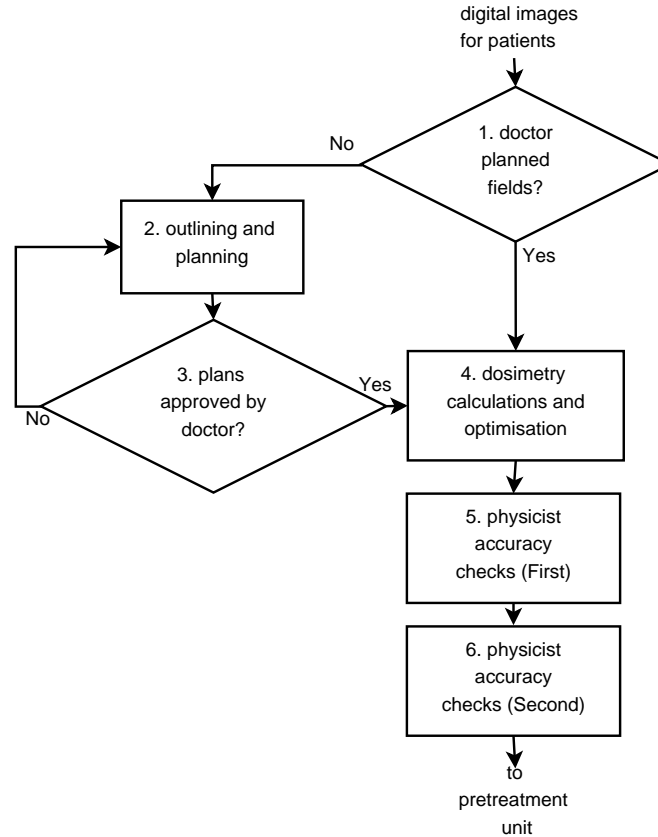 digital images
for patients
1. doctor
planned
fields?
No
Yes
2. outlining and
planning
3. plans
approved by
doctor?
No
Yes
4. dosimetry
calculations and
optimisation
5. physicist
accuracy
checks (First)
6. physicist
accuracy
checks (Second)
to
pretreatment
unit